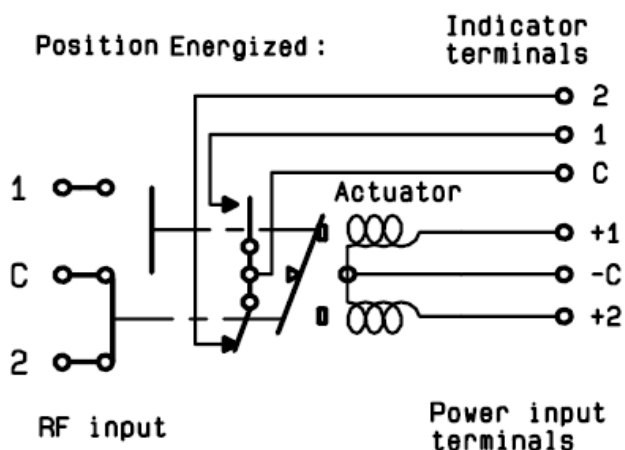 Position Energized :
Indicator
terminals
2
1
C
1
Actuator
+1
C
-C
+2
2
RF input
Power input
terminals